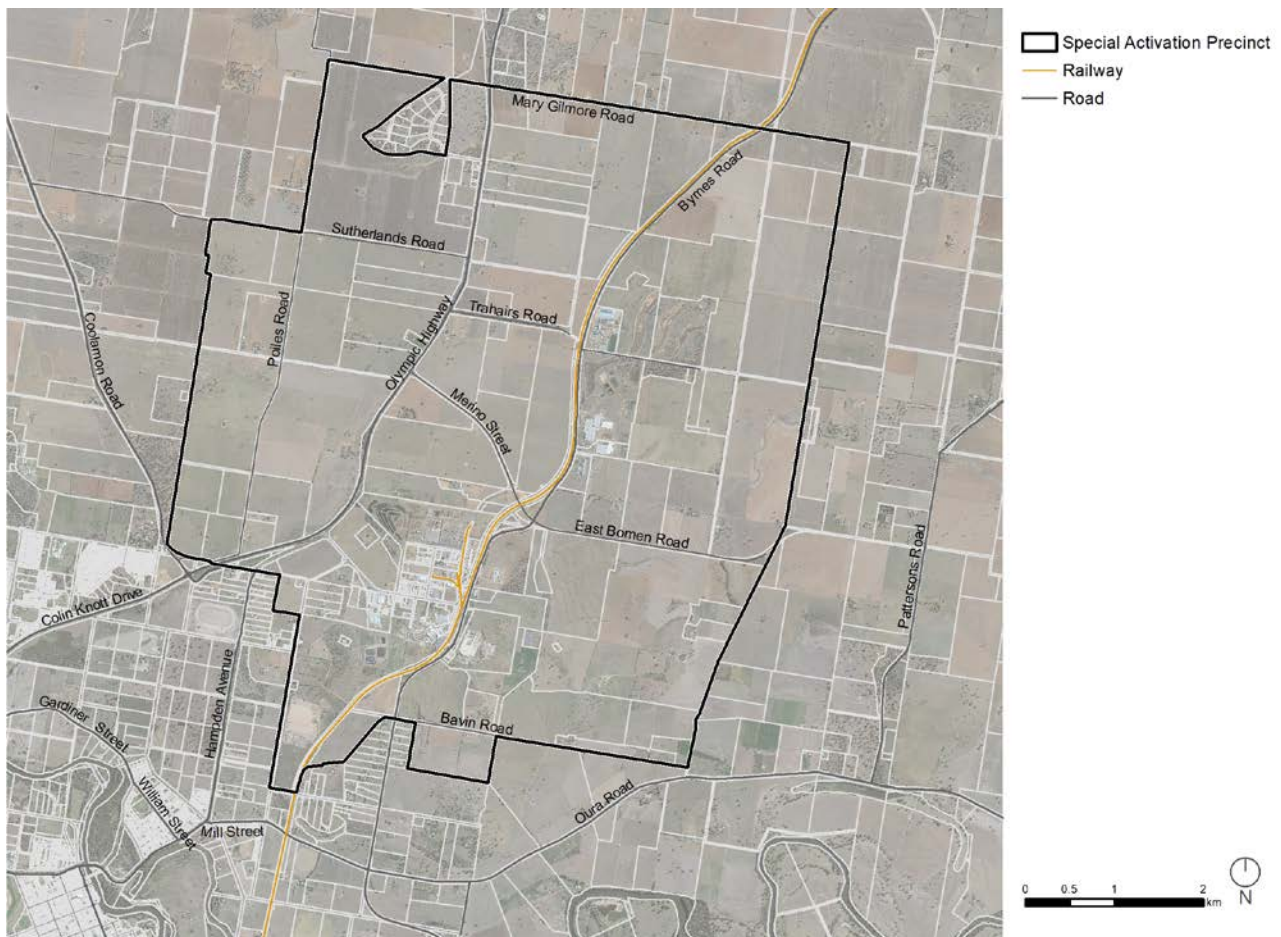 Special Activation Precinct
Railway
Road
Mary Gilmore Road
Byrnes Road
Sutherlands Road
Trahairs Road
Poiles Road
Olympic Highway
Coolamon Road
Merino Street
East Bomen Road
Pattersons Road
Colin Knott Drive
Hampden Avenue
Gardiner Street
Bavin Road
William Street
Mill Street
Oura Road
0 0.5 1 2
km
N